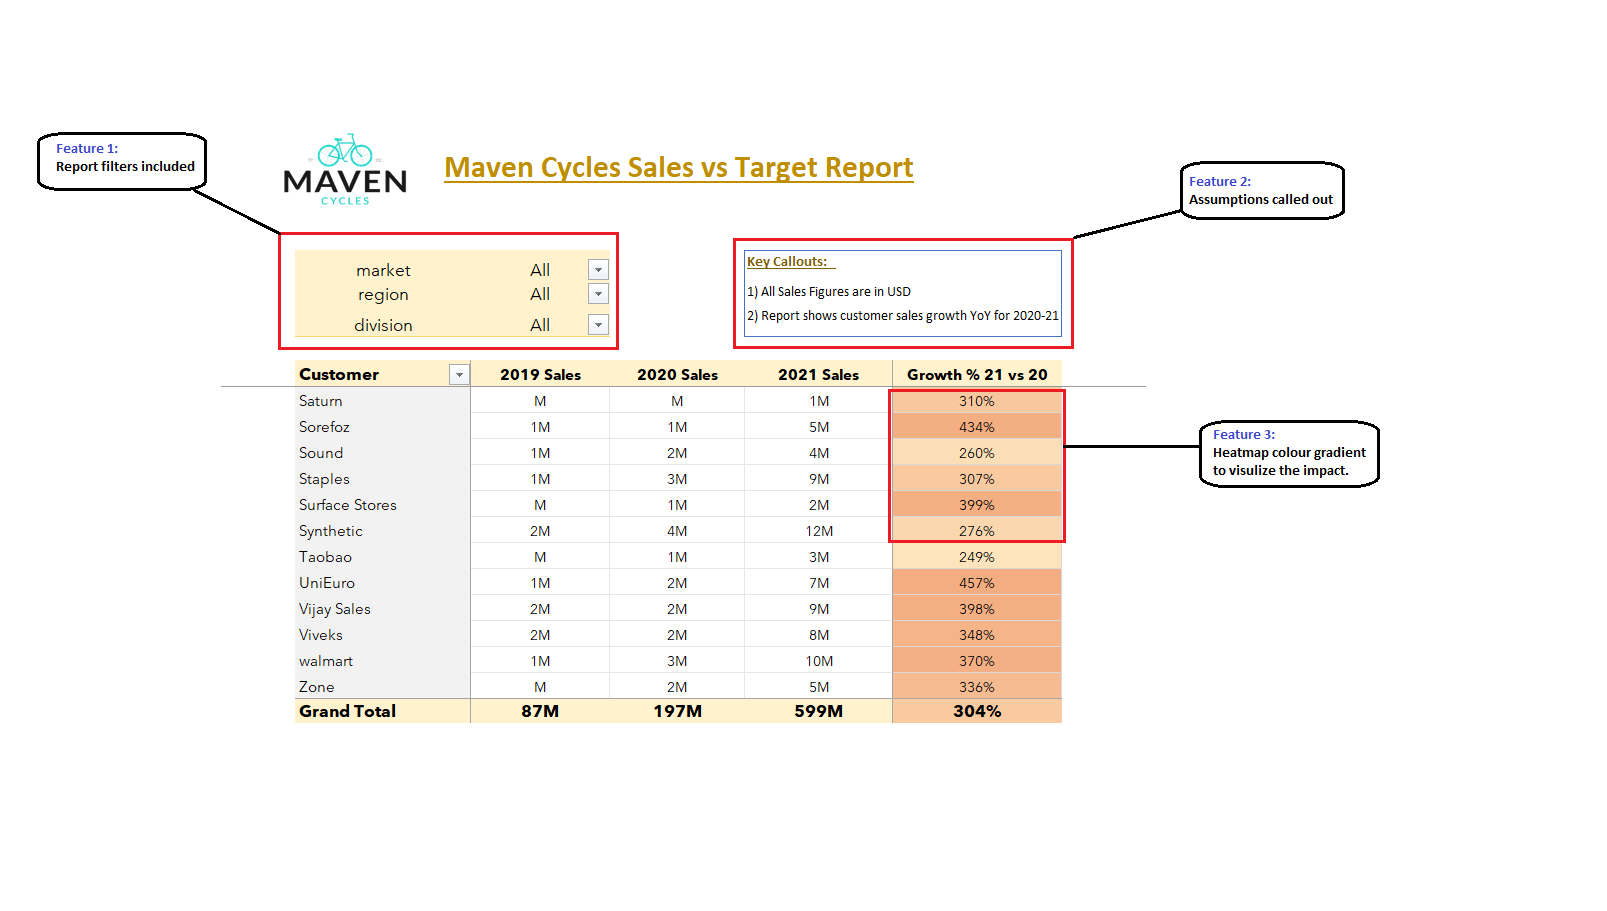 Feature 1:
Report filters included
MAVEN
CYCLES
Maven Cycles Sales vs Target Report
Feature 2:
Assumptions called out
market All
region All
division All
Key Callouts:
1) All Sales Figures are in USD
2) Report shows customer sales growth YoY for 2020-21
Customer 2019 Sales 2020 Sales 2021 Sales Growth % 21 vs 20
Saturn M M 1M 310%
Sorefoz 1M 1M 5M 434%
Sound 1M 2M 4M 260%
Staples 1M 3M 9M 307%
Surface Stores M 1M 2M 399%
Synthetic 2M 4M 12M 276%
Taobao M 1M 3M 249%
UniEuro 1M 2M 7M 457%
Vijay Sales 2M 2M 9M 398%
Viveks 2M 2M 8M 348%
walmart 1M 3M 10M 370%
Zone M 2M 5M 336%
Grand Total 87M 197M 599M 304%
Feature 3:
Heatmap colour gradient
to visulize the impact.